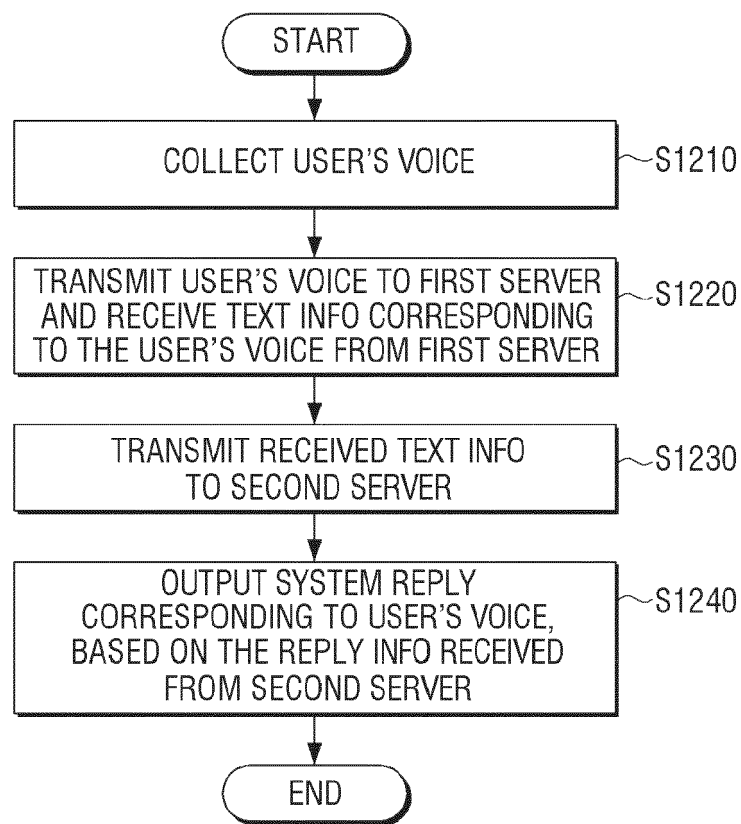 START
COLLECT USER'S VOICE
S1210
TRANSMIT USER'S VOICE TO FIRST SERVER
AND RECEIVE TEXT INFO CORRESPONDING
TO THE USER'S VOICE FROM FIRST SERVER
S1220
TRANSMIT RECEIVED TEXT INFO
TO SECOND SERVER
S1230
OUTPUT SYSTEM REPLY
CORRESPONDING TO USER'S VOICE,
BASED ON THE REPLY INFO RECEIVED
FROM SECOND SERVER
S1240
END